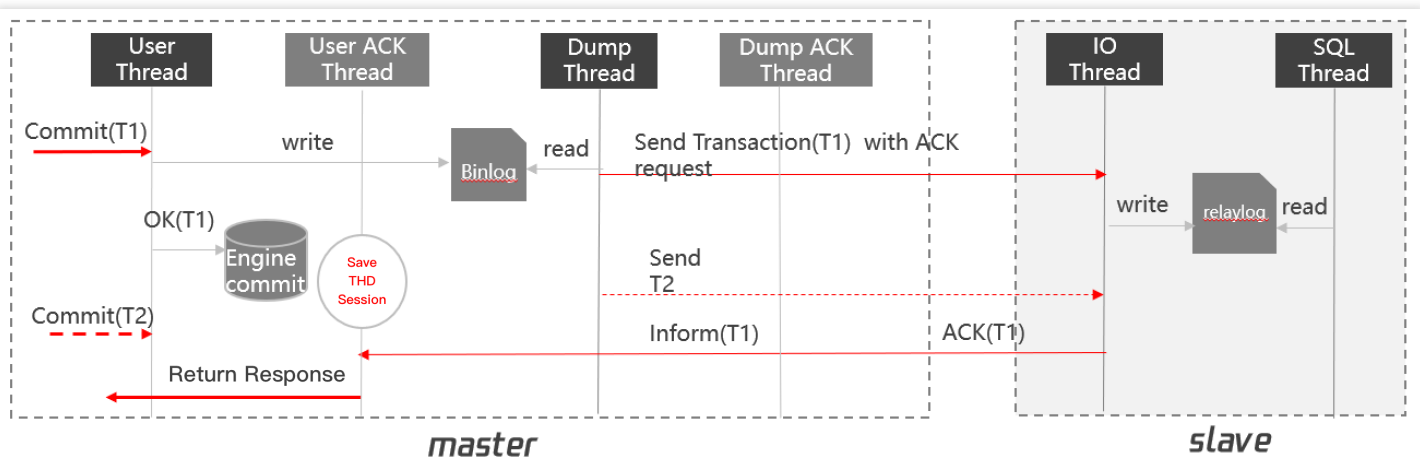 User
Thread
User ACK
Thread
Dump
Thread
Dump ACK
Thread
IO
Thread
SQL
Thread
Commit(T1)
write
Binlog
read
Send Transaction(T1) with ACK
request
write
relaylog
read
OK(T1)
Engine
commit
Save
THD
Session
Send
T2
Commit(T2)
Inform(T1)
ACK(T1)
Return Response
master
slave